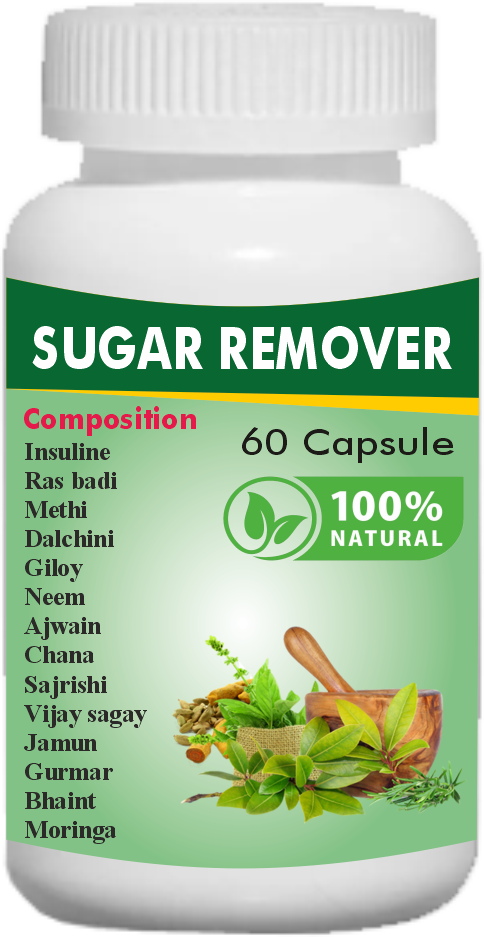 SUGAR REMOVER
Composition
Insuline
Ras badi
Methi
Dalchini
Giloy
Neem
Ajwain
Chana
Sajrishi
Vijay sagay
Jamun
Gurmar
Bhaint
Moringa
60 Capsule
100%
NATURAL